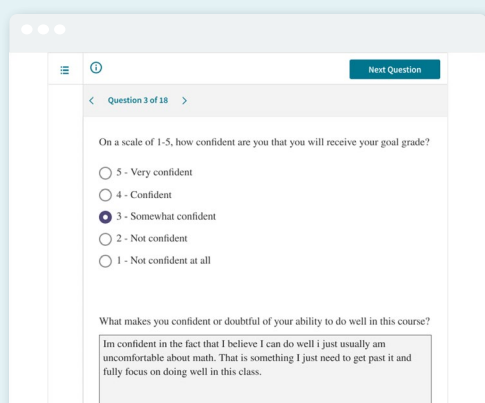 Next Question
Question 3 of 18
On a scale of 1-5, how confident are you that you will receive your goal grade?
5 - Very confident
4 - Confident
3 - Somewhat confident
2 - Not confident
1 - Not confident at all
What makes you confident or doubtful of your ability to do well in this course?
Im confident in the fact that I believe I can do well i just usually am
uncomfortable about math. That is something I just need to get past it and
fully focus on doing well in this class.